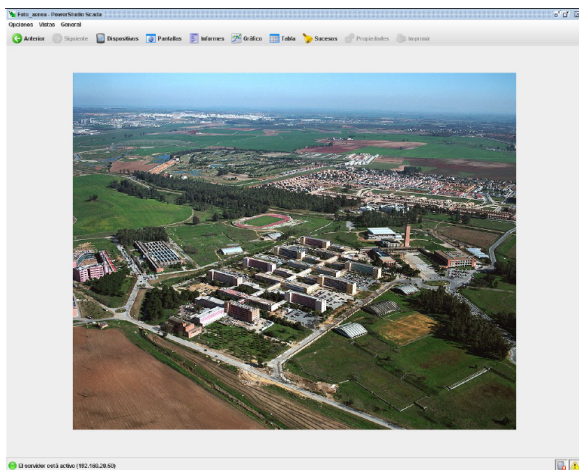 Foto_aerea - PowerStudio Scada
Opciones Vistas General
Anterior Siguiente Dispositivos Pantallas Informes Gráfico Tabla Sucesos Propiedades Imprimir
El servidor está activo (192.168.20.50)